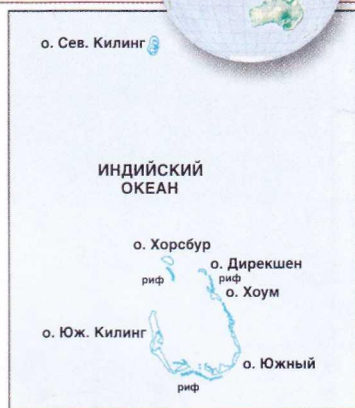 о. Сев. Килинг
ИНДИЙСКИЙ
ОКЕАН
о. Хорсбур
о. Дирекшен
риф
риф
о. Хоум
о. Юж. Килинг
о. Южный
риф